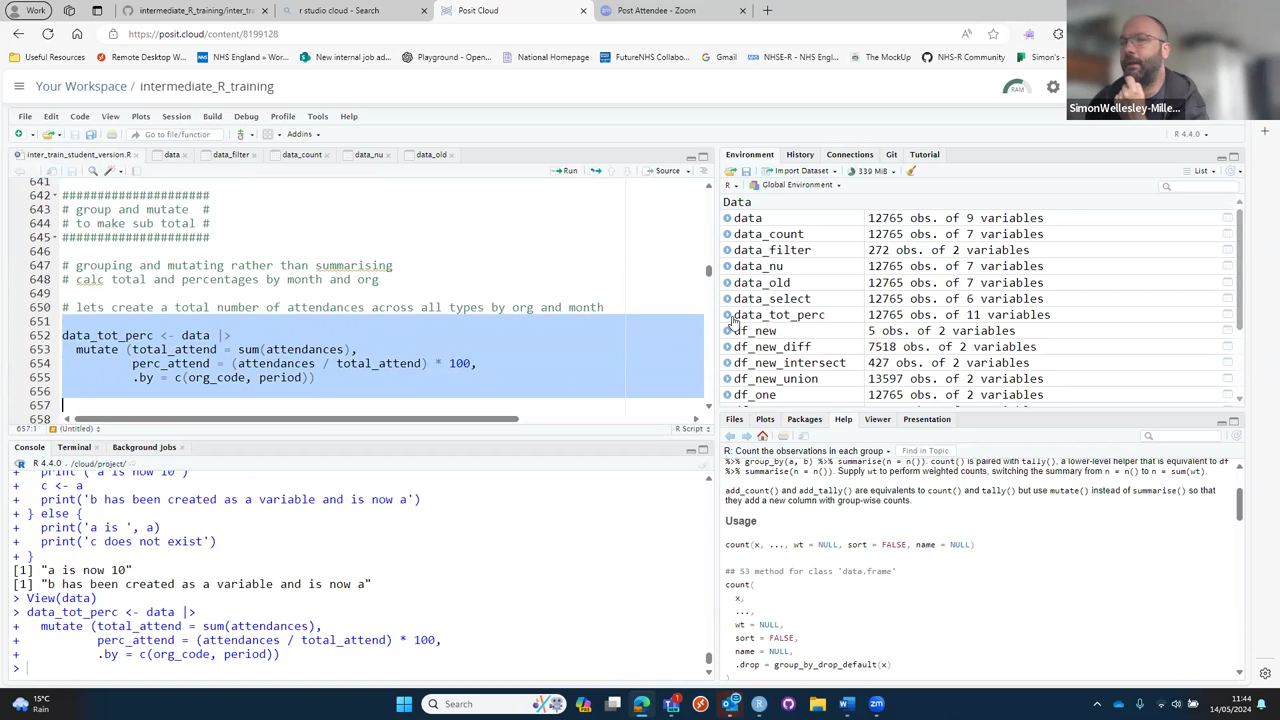 Work
intermediate_R_training/inter_tra
r studio cloud - Search
Posit Cloud
Post Attendee - Zoom
https://posit.cloud/content/8199128
Useful Resources
Remote Desktop W...
England » Work...
New internal ad...
Playground - Open...
National tools
FutureNHS Collabo...
NHSE-R // NHS Engl...
Gmail
The MockUp
NHS-R Community
Simon's
Your Workspace / intermediate_R_training
RAM
SimonWellesley-Mille...
File Edit Code View Plots Session Build Debug Profile Tools Help
Go to file/function
Addins
R 4.4.0
inter_train_student_version.R
data
data_filter
data_count
data_nu
data_old
Run
Source
641
642 #####################
643 # group and mutate  #
644 # to make sub total #
645 #####################
646
647 # grouping and mutating rather than summarising
648 # calc total and percentages by month and org
649
650 # lets create a total number of attendances across all types by org and month
651
652 data_tot_perc <- data |>
653   mutate (total_attend = sum(attendances),
654           perc_attend = (attendances / total_attend) * 100,
655           .by = c(org_code, period))
656
657
658
657:1
(Untitled)
R Script
Console Terminal Background Jobs
R 4.4.0 · /cloud/project/
+   print('a is now 10')
+   c <- a
+   print('b has been created as a variable and is now a')
+ } else {
+   print('a is ', a)
+   print('c does not exist')
+ }
[1] "a is now 10"
[1] "b has been created as a variable and is now a"
> View(data)
> data_tot_perc <- data |>
+   mutate (total_attend = sum(attendances),
+           perc_attend = (attendances / total_attend) * 100,
+           .by = c(org_code, period))
>
Environment History Connections Git Tutorial
Import Dataset
339 MiB
List
R
Global Environment
Data
data 12765 obs. of 9 variables
data_count 12765 obs. of 7 variables
data_filter 272 obs. of 7 variables
data_nu 12765 obs. of 7 variables
data_old 12765 obs. of 7 variables
data_select 12765 obs. of 6 variables
data_tot_perc 12765 obs. of 11 variables
df_new 5 obs. of 2 variables
df_new_diff 7518 obs. of 2 variables
df_new_intersect 427 obs. of 2 variables
df_new_union 13597 obs. of 2 variables
df_one 12765 obs. of 2 variables
Files Plots Packages Help Viewer Presentation
R: Count the observations in each group
Find in Topic
%>% group_by(a, b) %>% summarise(n = n()). count() is paired with tally(), a lower-level helper that is equivalent to df
%>% summarise(n = n()). Supply wt to perform weighted counts, switching the summary from n = n() to n = sum(wt).
add_count() and add_tally() are equivalents to count() and tally() but use mutate() instead of summarise() so that
they add a new column with group-wise counts.
Usage
count(x, ..., wt = NULL, sort = FALSE, name = NULL)
## S3 method for class 'data.frame'
count(
x,
...,
wt = NULL,
sort = FALSE,
name = NULL,
.drop = group_by_drop_default(x)
15°C
Rain
Search
11:44
14/05/2024